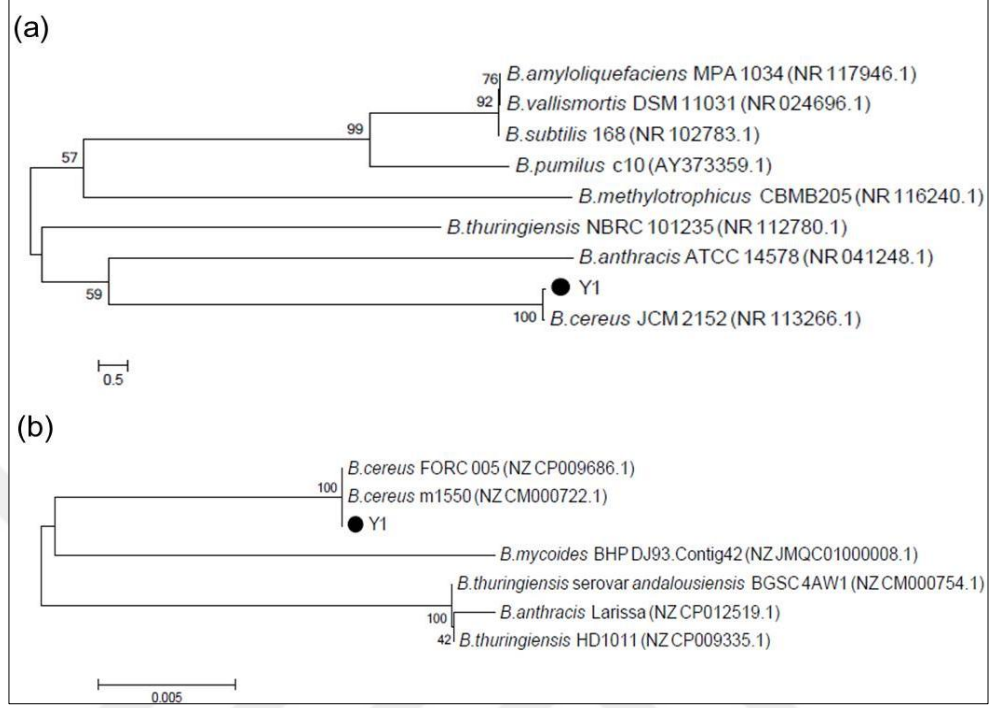 (a)
76 B.amyloliquefaciens MPA 1034 (NR 117946.1)
92 B.vallismortis DSM 11031 (NR 024696.1)
B.subtilis 168 (NR 102783.1)
99
B.pumilus c10 (AY373359.1)
57
B.methylotrophicus CBMB205 (NR 116240.1)
B.thuringiensis NBRC 101235 (NR 112780.1)
B.anthracis ATCC 14578 (NR 041248.1)
Y1
59
100 B.cereus JCM 2152 (NR 113266.1)
0.5
(b)
B.cereus FORC 005 (NZ CP009686.1)
100 B.cereus m1550 (NZ CM000722.1)
Y1
B.mycoides BHP DJ93.Contig42 (NZ JMQC01000008.1)
B.thuringiensis serovar andalousiensis BGSC 4AW1 (NZ CM000754.1)
B.anthracis Larissa (NZ CP012519.1)
100
42 B.thuringiensis HD1011 (NZ CP009335.1)
0.005